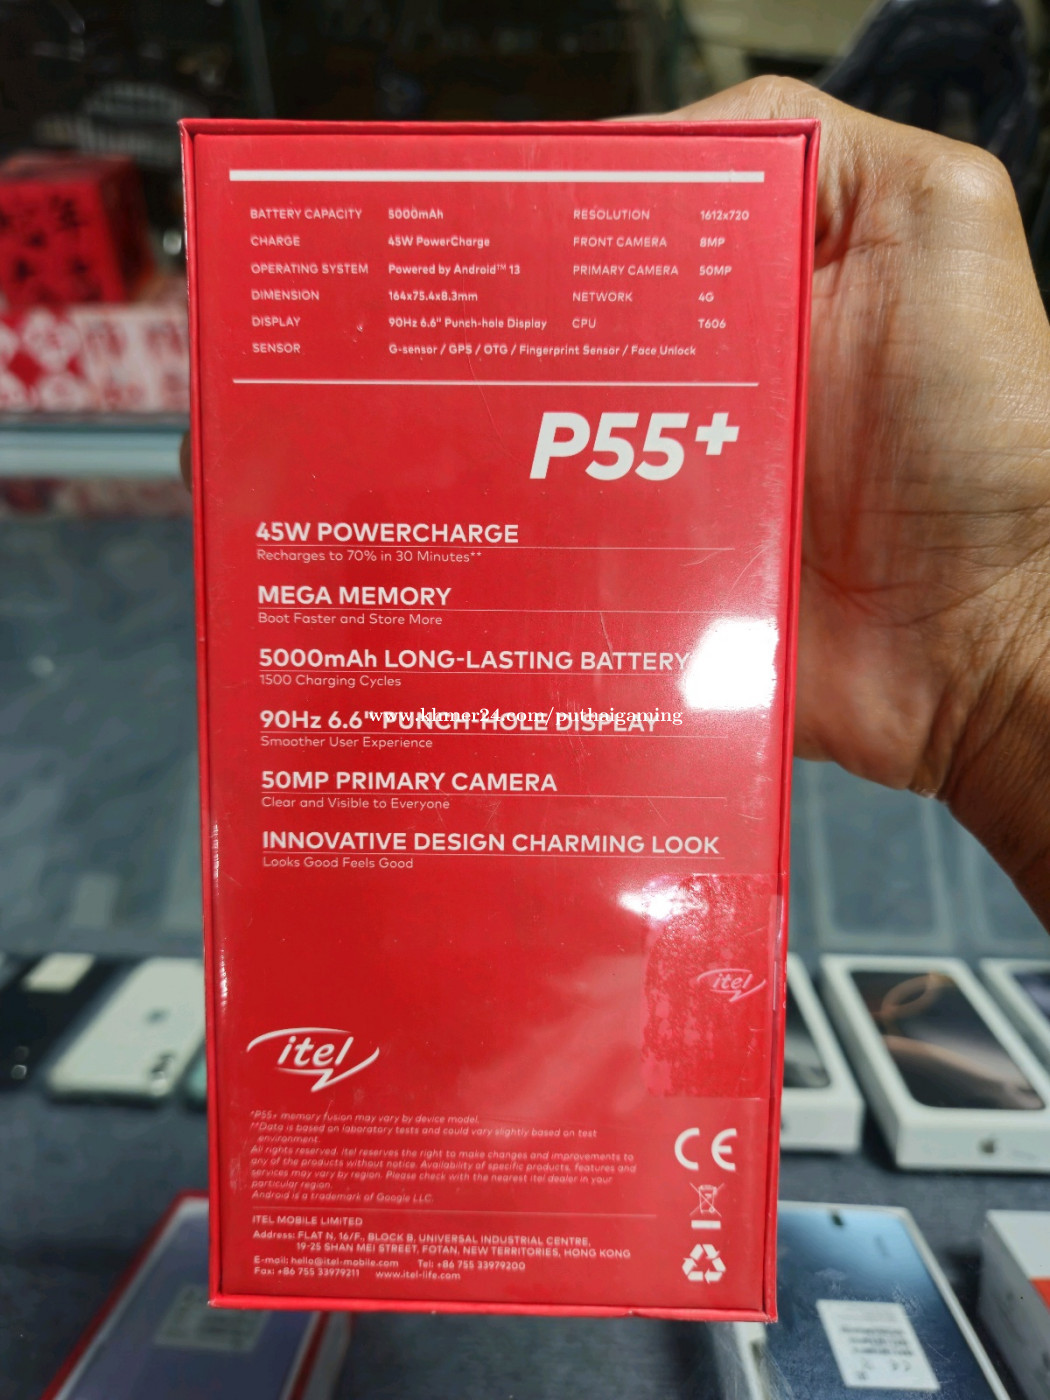 BATTERY CAPACITY 5000mAh RESOLUTION 1612x720
CHARGE 45W PowerCharge FRONT CAMERA 8MP
OPERATING SYSTEM Powered by Android™ 13 PRIMARY CAMERA 50MP
DIMENSION 164x75.4x8.3mm NETWORK 4G
DISPLAY 90Hz 6.6" Punch-hole Display CPU T606
SENSOR G-sensor / GPS / OTG / Fingerprint Sensor / Face Unlock
P55+
45W POWERCHARGE
Recharges to 70% in 30 Minutes**
MEGA MEMORY
Boot Faster and Store More
5000mAh LONG-LASTING BATTERY
1500 Charging Cycles
90Hz 6.6" PUNCH-HOLE DISPLAY
www.khmer24.com/puthaigaming
Smoother User Experience
50MP PRIMARY CAMERA
Clear and Visible to Everyone
INNOVATIVE DESIGN CHARMING LOOK
Looks Good Feels Good
itel
itel
*P55+ memory fusion may vary by device model.
**Data is based on laboratory tests and could vary slightly based on test
environment.
All rights reserved. itel reserves the right to make changes and improvements to
any of the products without notice. Availability of specific products, features and
services may vary by region. Please check with the nearest itel dealer in your
particular region.
Android is a trademark of Google LLC.
CE
ITEL MOBILE LIMITED
Address: FLAT N, 16/F., BLOCK B, UNIVERSAL INDUSTRIAL CENTRE,
19-25 SHAN MEI STREET, FOTAN, NEW TERRITORIES, HONG KONG
E-mail: hello@itel-mobile.com Tel: +86 755 33979200
Fax: +86 755 33979211 www.itel-life.com